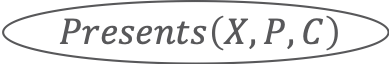 Presents(X, P, C)